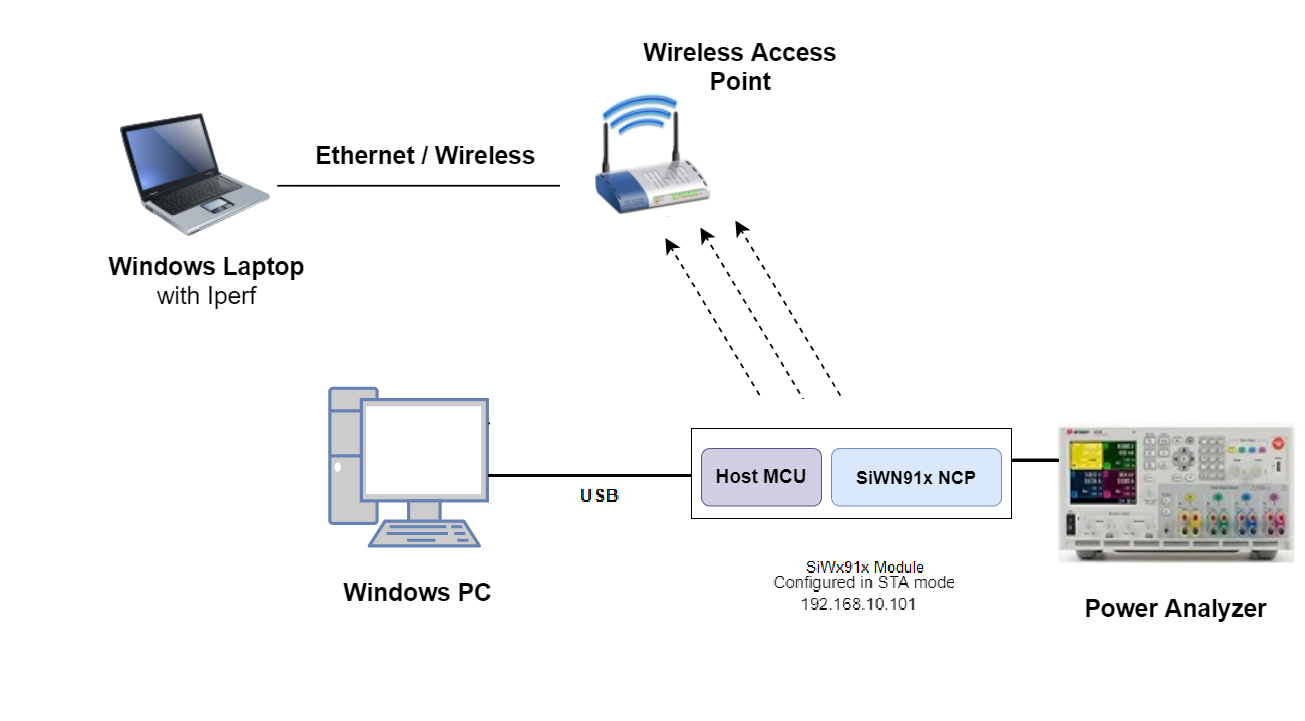 Wireless Access
Point
Ethernet / Wireless
Windows Laptop
with Iperf
Host MCU
SiWN91x NCP
USB
SiWx91x Module
Configured in STA mode
192.168.10.101
Windows PC
Power Analyzer